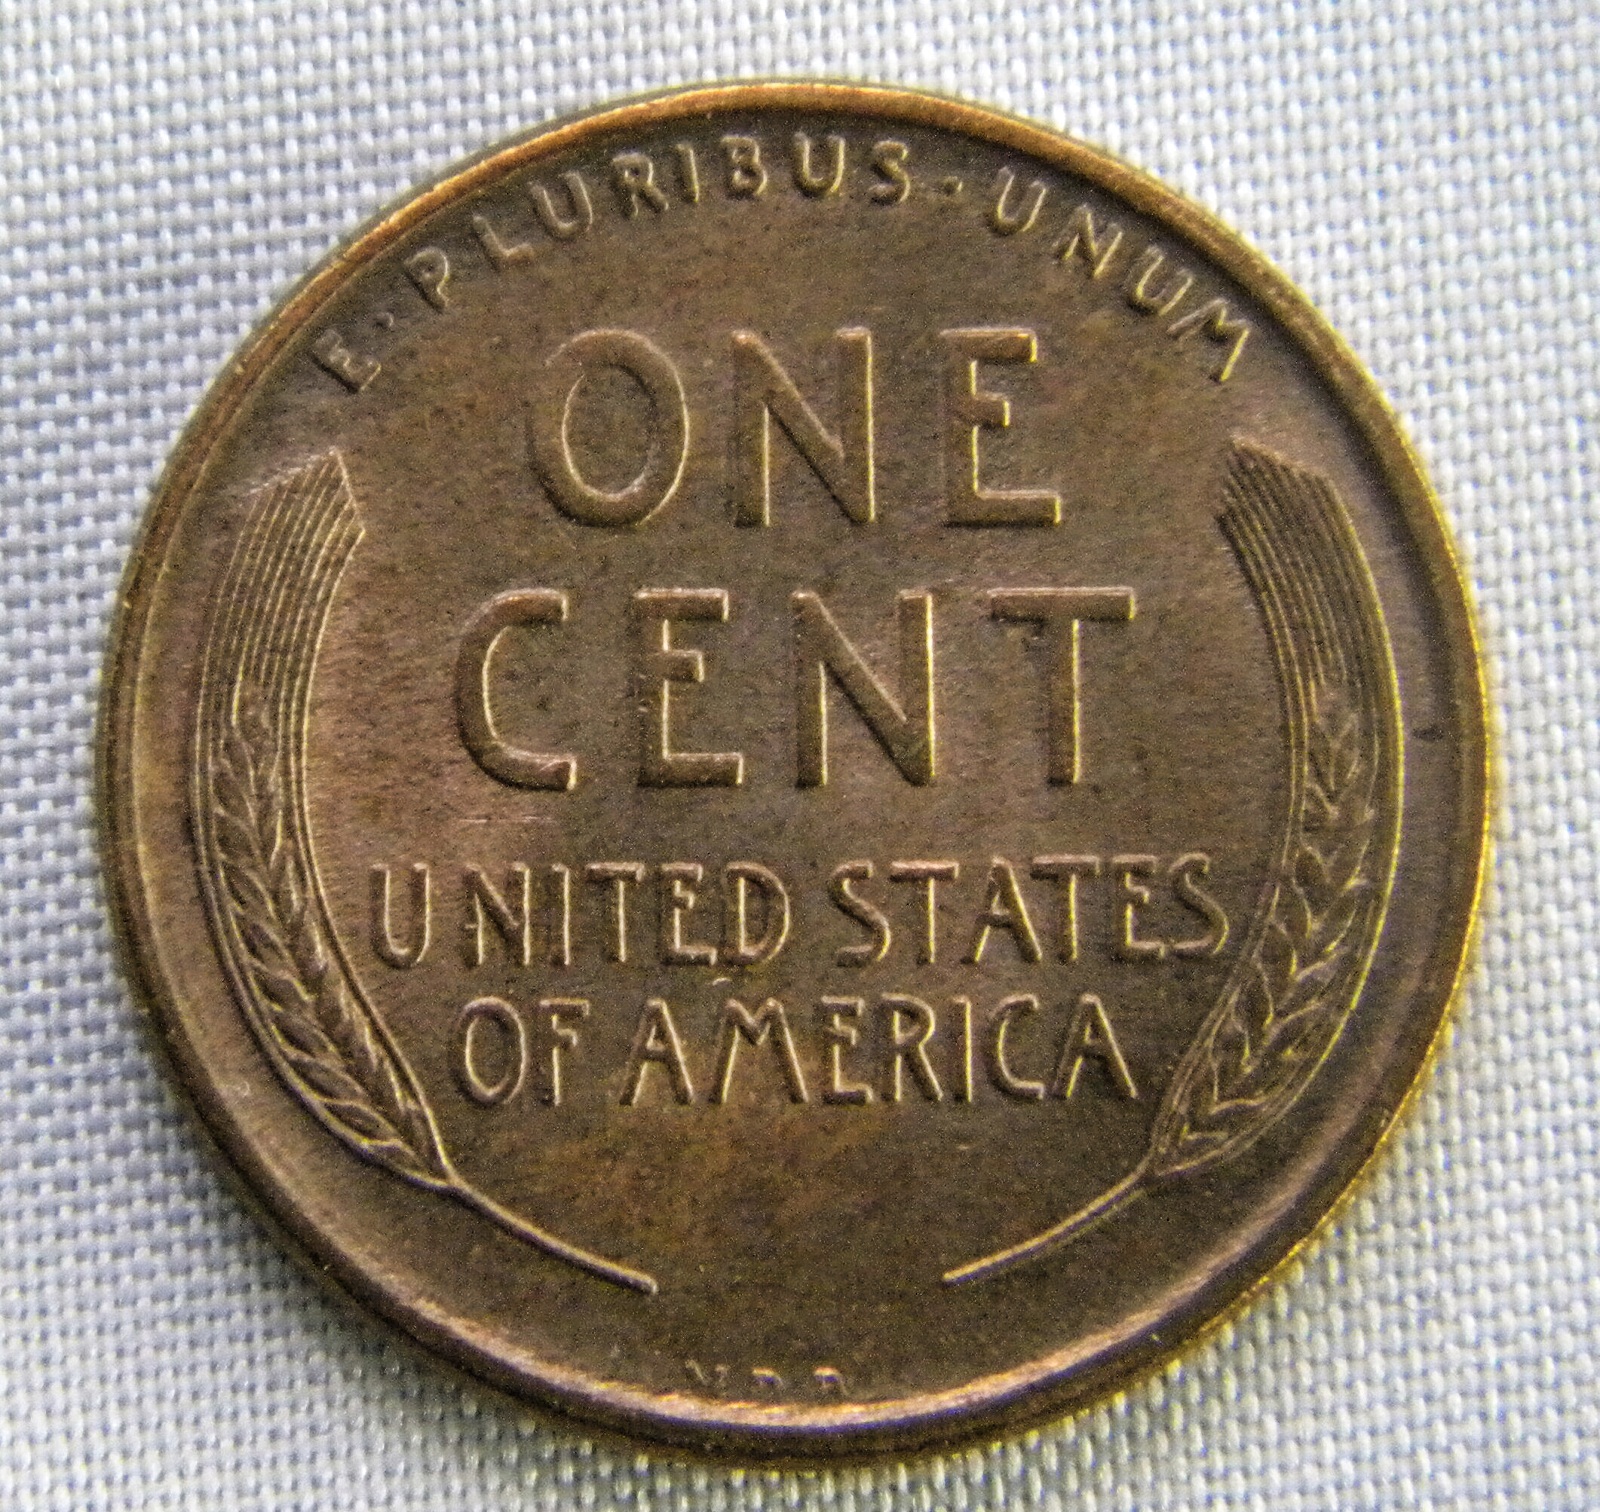 E · PLURIBUS · UNUM
ONE
CENT
UNITED STATES
OF AMERICA
V.D.B.